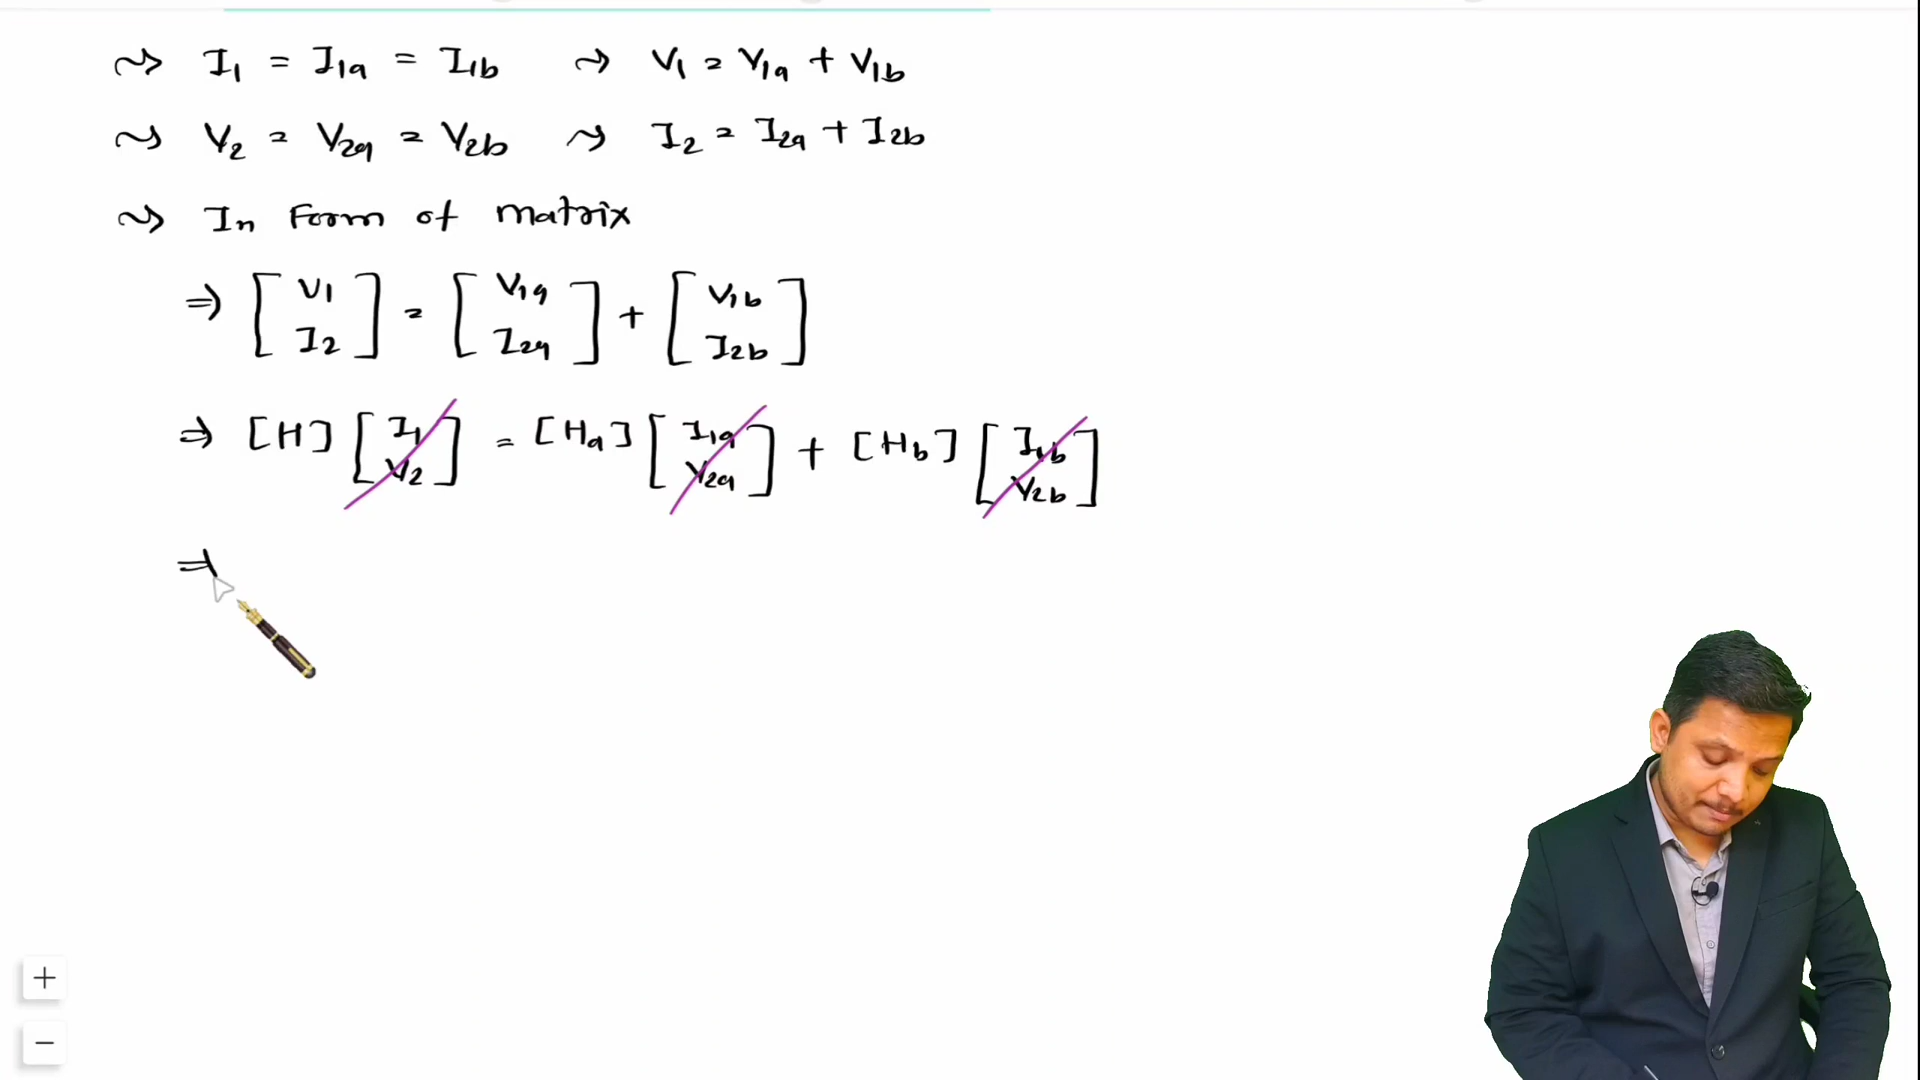 ⇝ I₁ = I₁a = I₁b ⇝ V₁ = V₁a + V₁b
⇝ V₂ = V₂a = V₂b ⇝ I₂ = I₂a + I₂b
⇝ In Form of matrix
⇒ [V₁ I₂] = [V₁a I₂a] + [V₁b I₂b]
⇒ [H] [I₁ V₂] = [Ha] [I₁a V₂a] + [Hb] [I₁b V₂b]
⇒